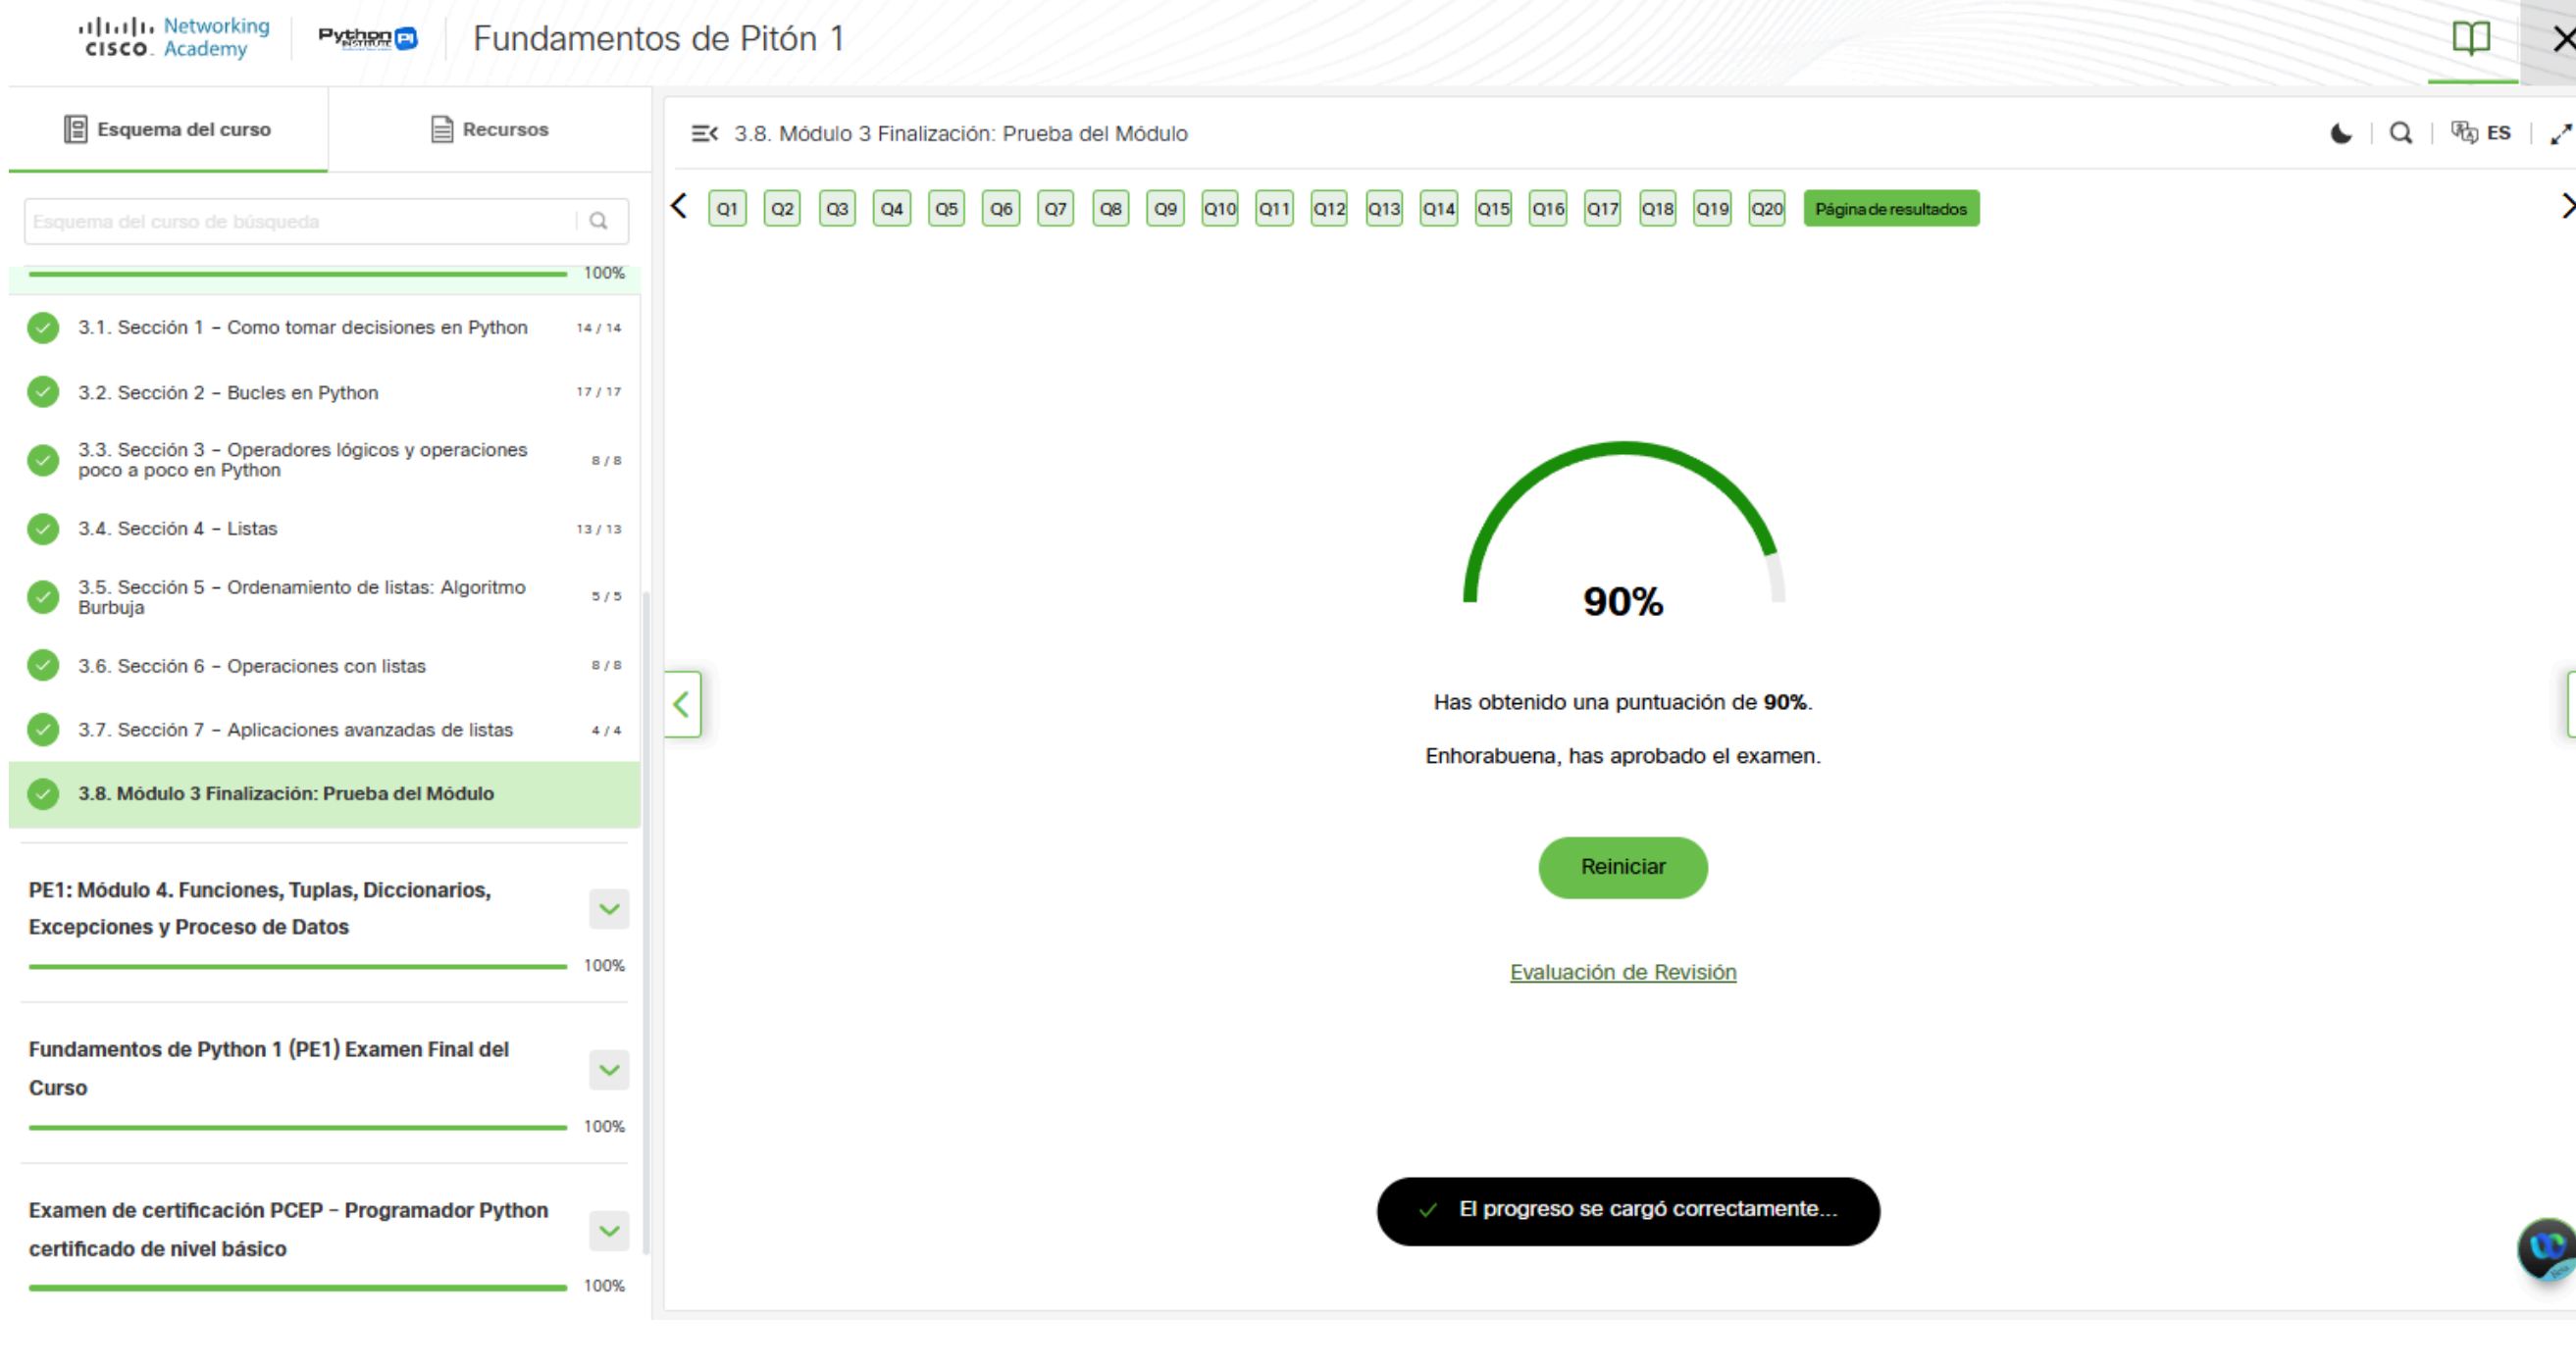 Networking
CISCO Academy
Python
INSTITUTE
PI
Fundamentos de Pitón 1
Esquema del curso
Recursos
3.8. Módulo 3 Finalización: Prueba del Módulo
ES
Esquema del curso de búsqueda
Q1 Q2 Q3 Q4 Q5 Q6 Q7 Q8 Q9 Q10 Q11 Q12 Q13 Q14 Q15 Q16 Q17 Q18 Q19 Q20 Página de resultados
100%
3.1. Sección 1 – Como tomar decisiones en Python 14 / 14
3.2. Sección 2 – Bucles en Python 17 / 17
3.3. Sección 3 – Operadores lógicos y operaciones
poco a poco en Python 8 / 8
3.4. Sección 4 – Listas 13 / 13
3.5. Sección 5 – Ordenamiento de listas: Algoritmo
Burbuja 5 / 5
3.6. Sección 6 – Operaciones con listas 8 / 8
3.7. Sección 7 – Aplicaciones avanzadas de listas 4 / 4
3.8. Módulo 3 Finalización: Prueba del Módulo
PE1: Módulo 4. Funciones, Tuplas, Diccionarios,
Excepciones y Proceso de Datos
100%
Fundamentos de Python 1 (PE1) Examen Final del
Curso
100%
Examen de certificación PCEP – Programador Python
certificado de nivel básico
100%
90%
Has obtenido una puntuación de 90%.
Enhorabuena, has aprobado el examen.
Reiniciar
Evaluación de Revisión
El progreso se cargó correctamente...